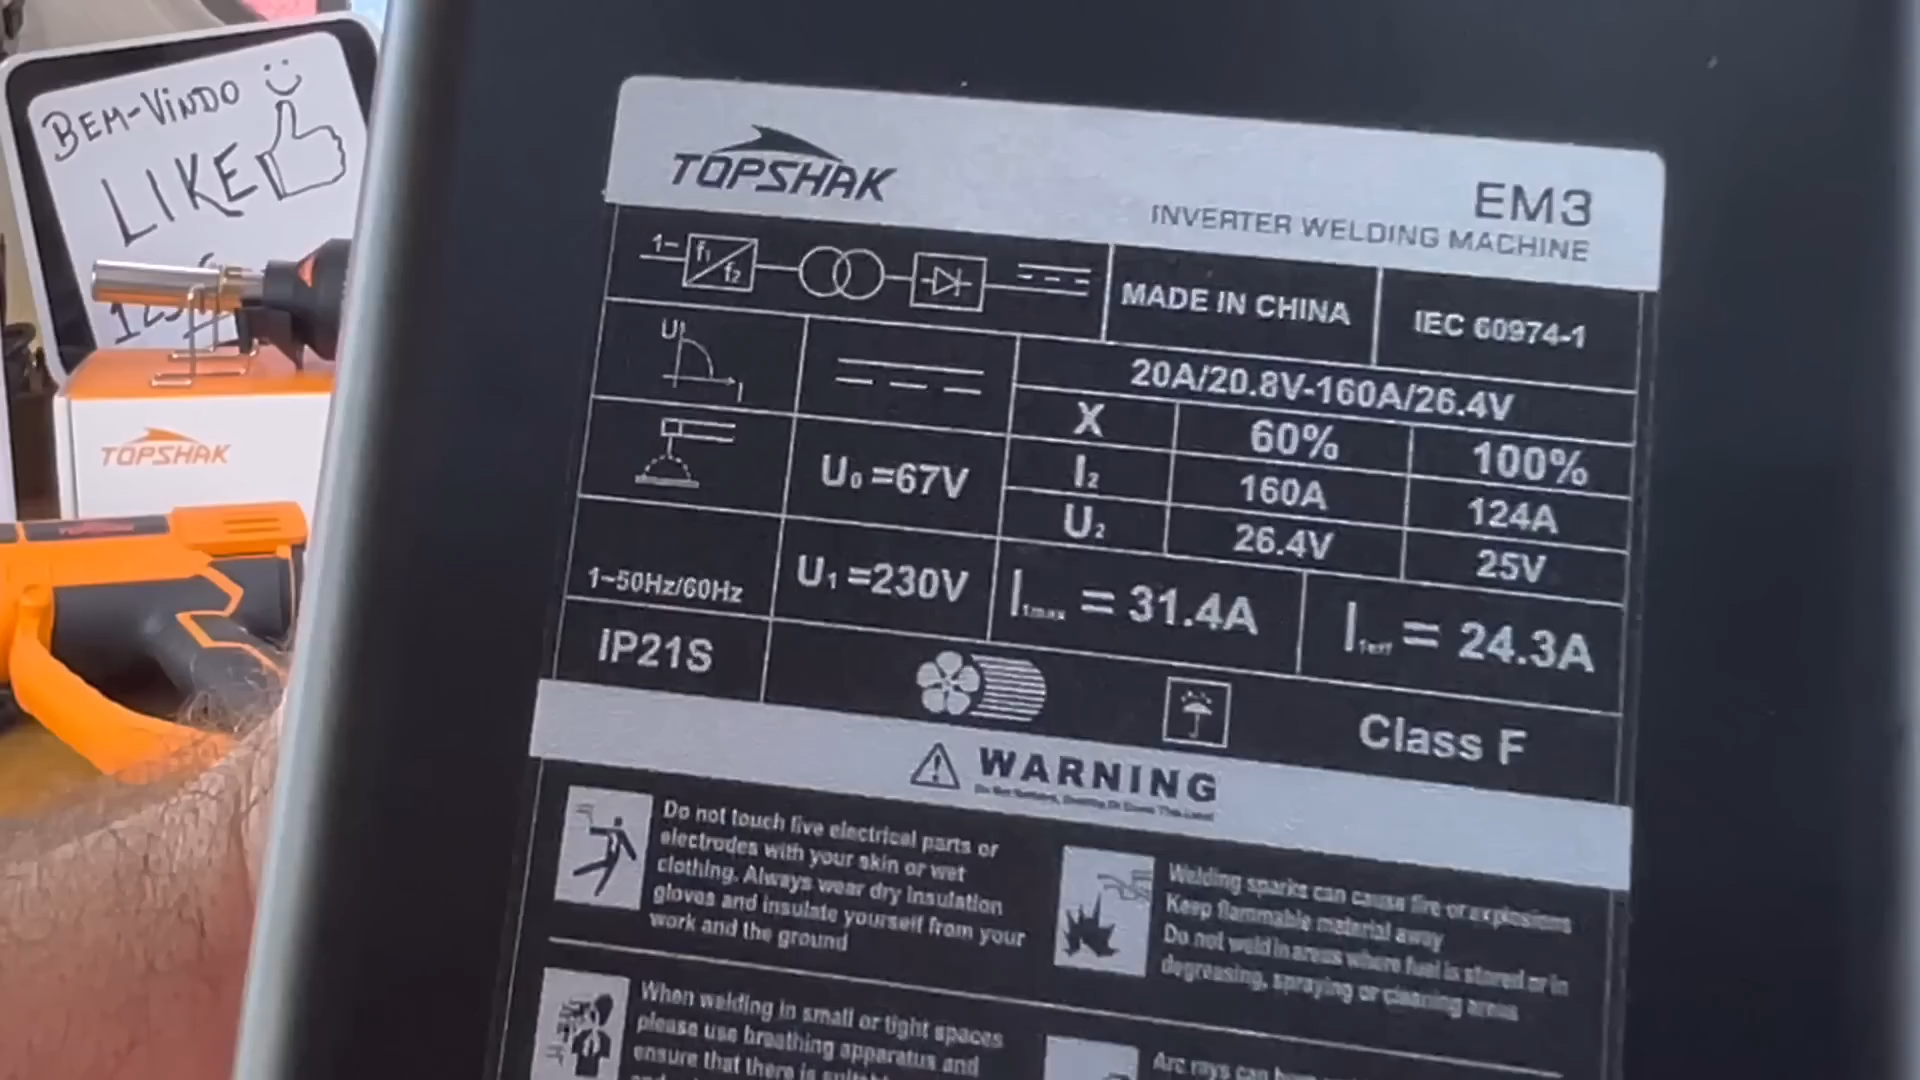 BEM-VINDO
LIKE
TOPSHAK
TOPSHAK
EM3
INVERTER WELDING MACHINE
1~
f1
f2
MADE IN CHINA
IEC 60974-1
U
I
20A/20.8V-160A/26.4V
X 60% 100%
U0 =67V
I2 160A 124A
U2 26.4V 25V
1~50Hz/60Hz
U1 =230V
I1max = 31.4A
I1eff = 24.3A
IP21S
Class F
WARNING
Do not touch live electrical parts or
electrodes with your skin or wet
clothing. Always wear dry insulation
gloves and insulate yourself from your
work and the ground
Welding sparks can cause fire or explosions
Keep flammable material away
Do not weld in areas where fuel is stored or in
degreasing, spraying or cleaning areas
When welding in small or tight spaces
please use breathing apparatus and
ensure that there is
Arc rays can